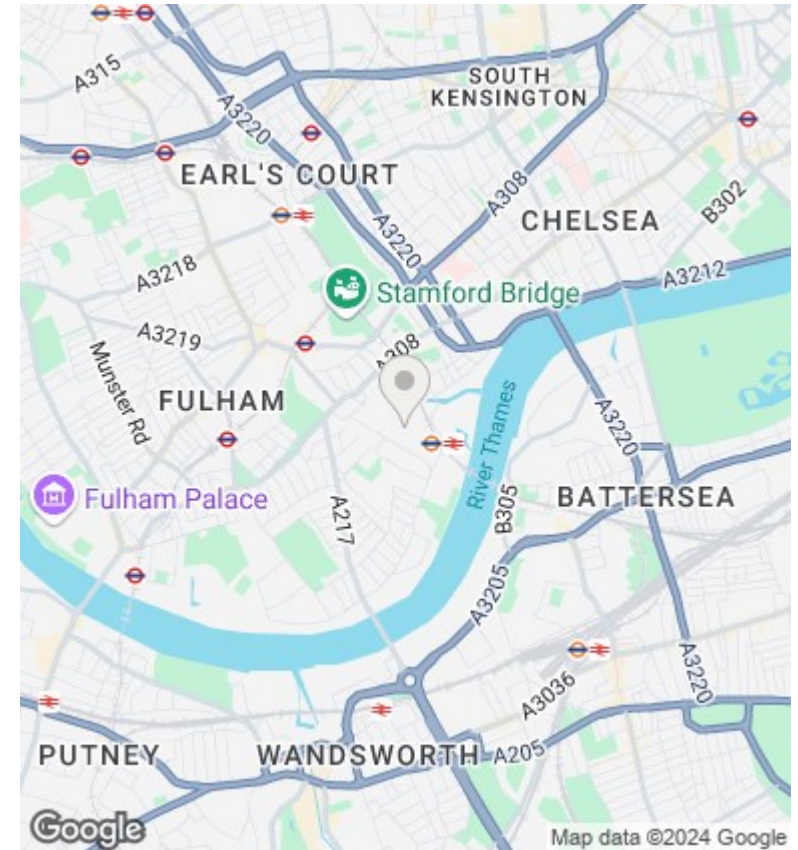 A315
A3220
SOUTH
KENSINGTON
EARL'S COURT
A3220
A308
B302
CHELSEA
A3218
A3212
Stamford Bridge
A3219
A308
Munster Rd
FULHAM
River Thames
A3220
Fulham Palace
A217
B305
BATTERSEA
A3205
A3220
A3036
PUTNEY
WANDSWORTH
A205
Google
Map data ©2024 Google